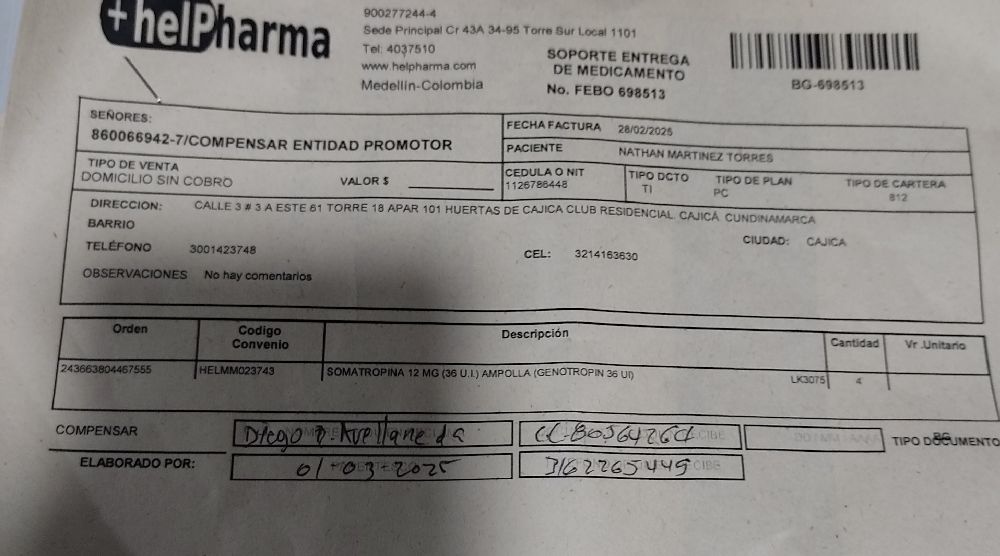 +helPharma
900277244-4
Sede Principal Cr 43A 34-95 Torre Sur Local 1101
Tel: 4037510
www.helpharma.com
Medellin-Colombia
SOPORTE ENTREGA
DE MEDICAMENTO
No. FEBO 698513
BG-698513
SEÑORES:
860066942-7/COMPENSAR ENTIDAD PROMOTOR
FECHA FACTURA 28/02/2025
PACIENTE NATHAN MARTINEZ TORRES
TIPO DE VENTA
DOMICILIO SIN COBRO VALOR $
CEDULA O NIT
1126786448
TIPO DCTO
TI
TIPO DE PLAN
PC
TIPO DE CARTERA
812
DIRECCION: CALLE 3 # 3 A ESTE 61 TORRE 18 APAR 101 HUERTAS DE CAJICA CLUB RESIDENCIAL. CAJICÁ. CUNDINAMARCA
BARRIO
CIUDAD: CAJICA
TELÉFONO 3001423748 CEL: 3214163630
OBSERVACIONES No hay comentarios
Orden Codigo Convenio Descripción Cantidad Vr.Unitario
243663804467555 HELMM023743 SOMATROPINA 12 MG (36 U.I.) AMPOLLA (GENOTROPIN 36 UI) LK3075 4
COMPENSAR Diego D. Avellaneda CC. TIPO DOCUMENTO
ELABORADO POR: 01-03-2025 3162265449